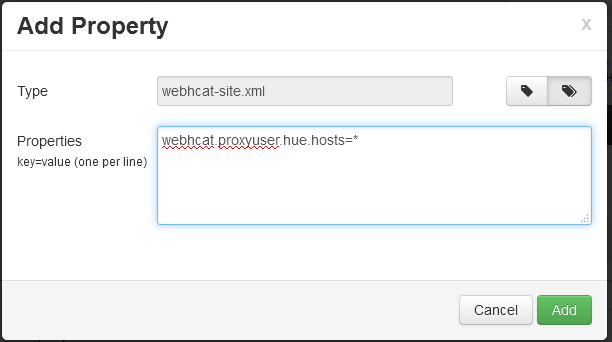 Add Property
x
Type
webhcat-site.xml
Properties
key=value (one per line)
webhcat.proxyuser.hue.hosts=*
Cancel
Add